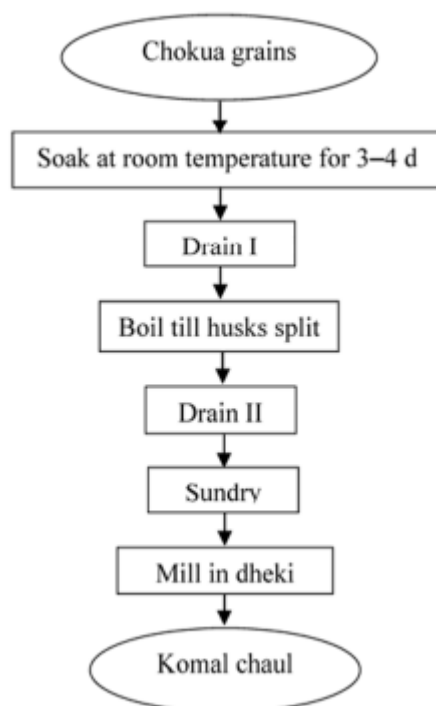 Chokua grains
Soak at room temperature for 3–4 d
Drain I
Boil till husks split
Drain II
Sundry
Mill in dheki
Komal chaul